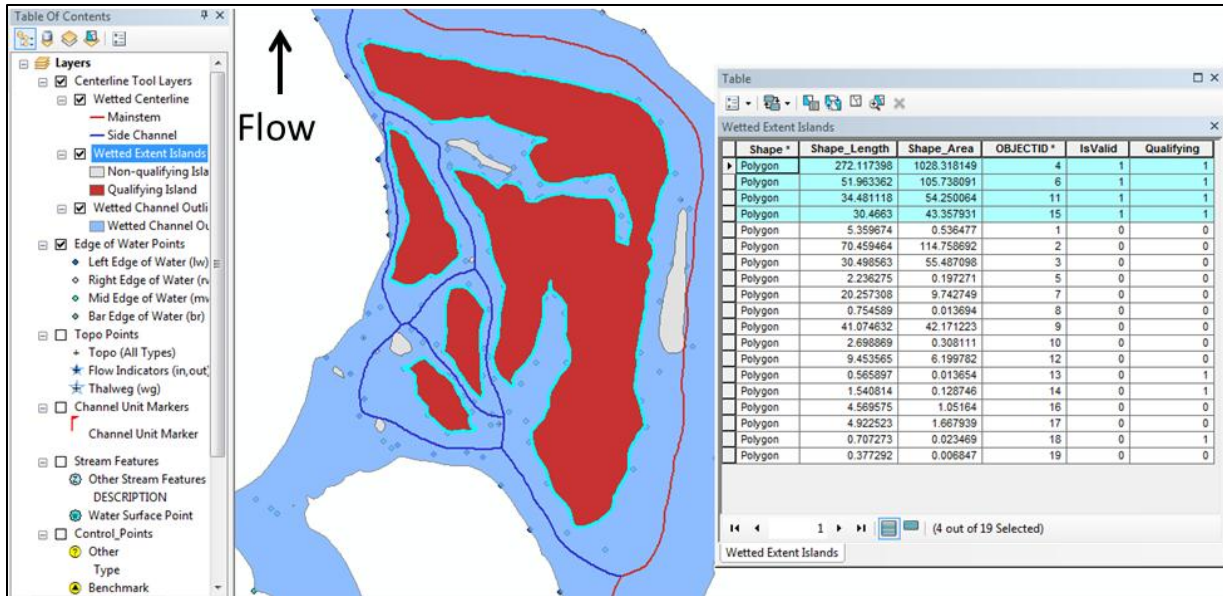 Table Of Contents
Layers
Centerline Tool Layers
Wetted Centerline
Mainstem
Side Channel
Wetted Extent Islands
Non-qualifying Isla
Qualifying Island
Wetted Channel Outli
Wetted Channel Ou
Edge of Water Points
Left Edge of Water (lw)
Right Edge of Water (rv
Mid Edge of Water (mv
Bar Edge of Water (br)
Topo Points
Topo (All Types)
Flow Indicators (in,out)
Thalweg (wg)
Channel Unit Markers
Channel Unit Marker
Stream Features
Other Stream Features
DESCRIPTION
Water Surface Point
Control_Points
Other
Type
Benchmark
Flow
Table
Wetted Extent Islands
Shape * Shape_Length Shape_Area OBJECTID * IsValid Qualifying
Polygon 272.117398 1028.318149 4 1 1
Polygon 51.963362 105.738091 6 1 1
Polygon 34.481118 54.250064 11 1 1
Polygon 30.4663 43.357931 15 1 1
Polygon 5.359674 0.536477 1 0 0
Polygon 70.459464 114.758692 2 0 0
Polygon 30.498563 55.487098 3 0 0
Polygon 2.236275 0.197271 5 0 0
Polygon 20.257308 9.742749 7 0 0
Polygon 0.754589 0.013694 8 0 0
Polygon 41.074632 42.171223 9 0 0
Polygon 2.698869 0.308111 10 0 0
Polygon 9.453565 6.199782 12 0 0
Polygon 0.565897 0.013654 13 0 1
Polygon 1.540814 0.128746 14 0 1
Polygon 4.569575 1.05164 16 0 0
Polygon 4.922523 1.667939 17 0 0
Polygon 0.707273 0.023469 18 0 1
Polygon 0.377292 0.006847 19 0 0
1 (4 out of 19 Selected)
Wetted Extent Islands